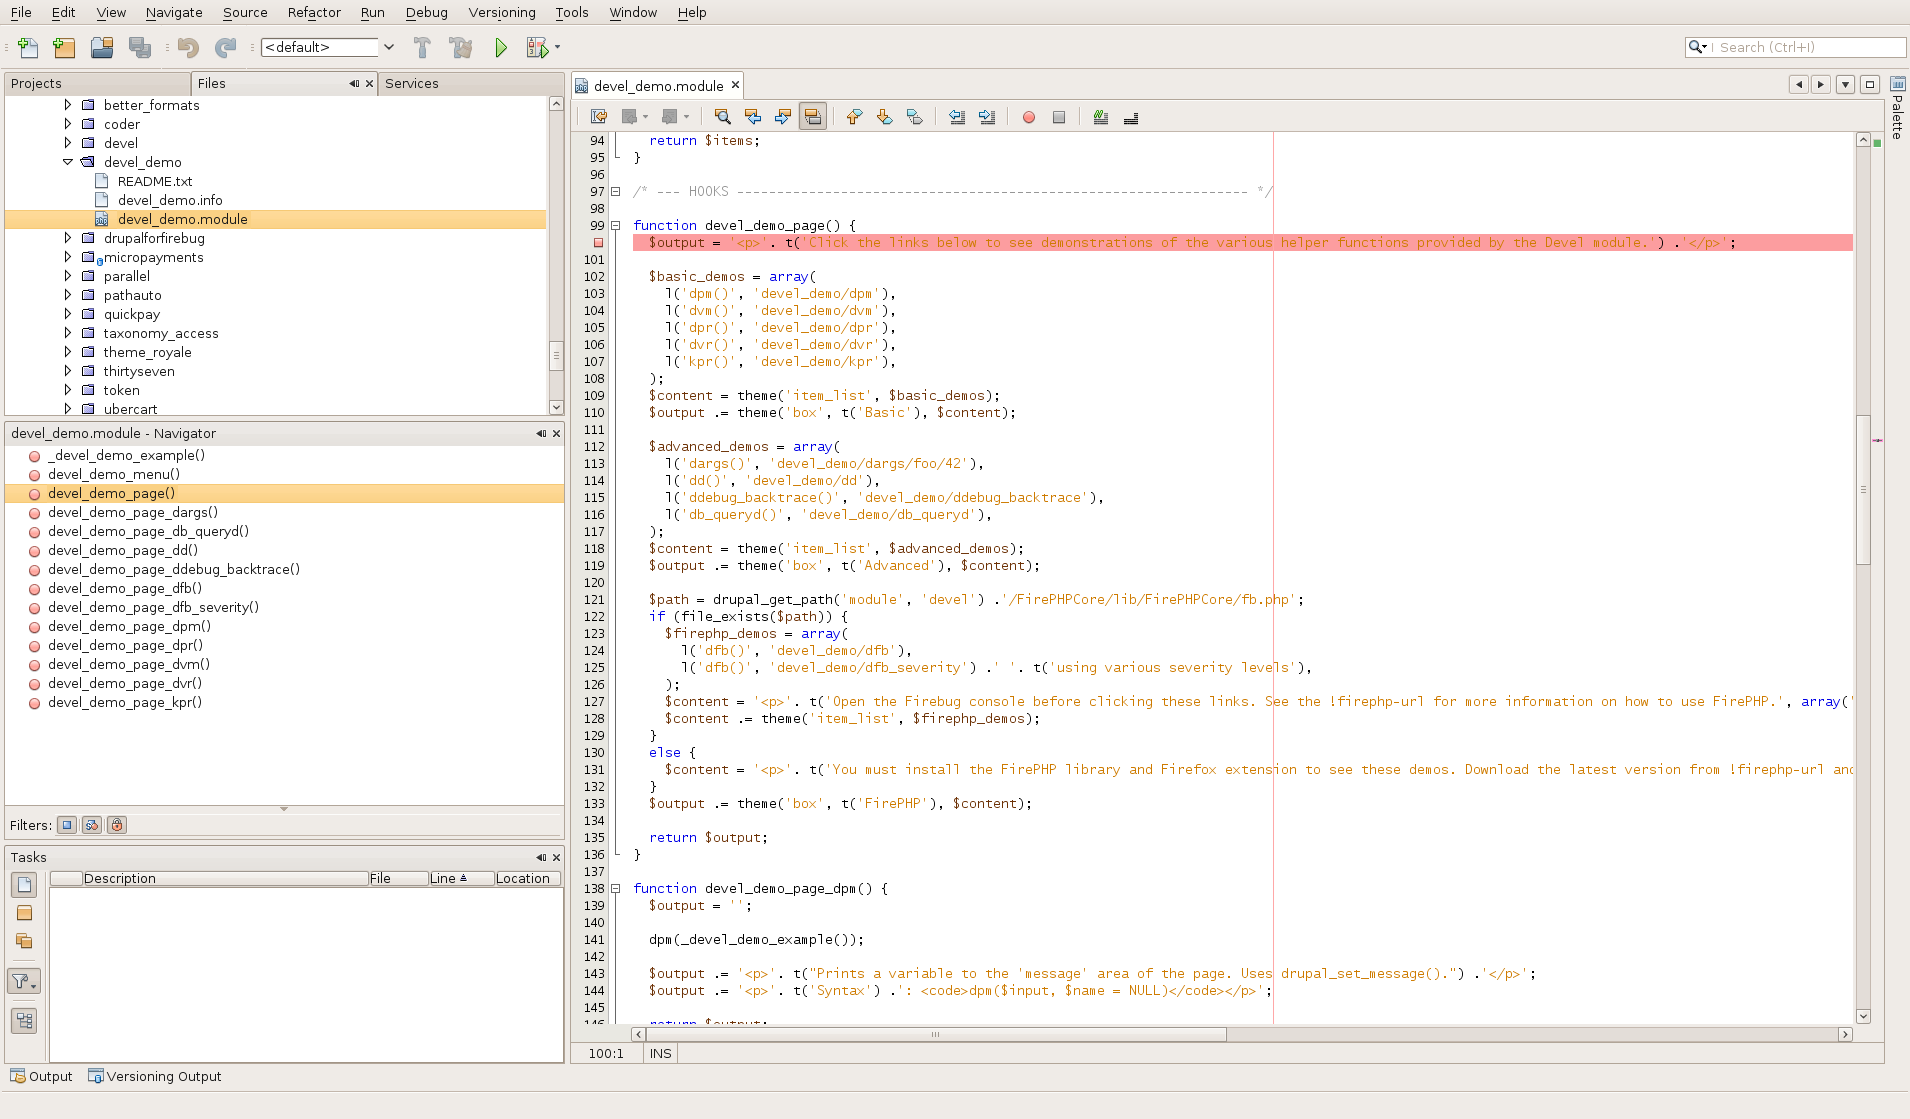 File Edit View Navigate Source Refactor Run Debug Versioning Tools Window Help
<default>
Search (Ctrl+I)
Projects Files Services
better_formats
coder
devel
devel_demo
README.txt
devel_demo.info
devel_demo.module
drupalforfirebug
micropayments
parallel
pathauto
quickpay
taxonomy_access
theme_royale
thirtyseven
token
ubercart
devel_demo.module - Navigator
_devel_demo_example()
devel_demo_menu()
devel_demo_page()
devel_demo_page_dargs()
devel_demo_page_db_queryd()
devel_demo_page_dd()
devel_demo_page_ddebug_backtrace()
devel_demo_page_dfb()
devel_demo_page_dfb_severity()
devel_demo_page_dpm()
devel_demo_page_dpr()
devel_demo_page_dvm()
devel_demo_page_dvr()
devel_demo_page_kpr()
Filters:
Tasks
Description File Line Location
Output Versioning Output
devel_demo.module
Palette
94 return $items;
95 }
96
97 /* --- HOOKS ---------------------------------------------------------------- */
98
99 function devel_demo_page() {
$output = '<p>'. t('Click the links below to see demonstrations of the various helper functions provided by the Devel module.') .'</p>';
101
102 $basic_demos = array(
103 l('dpm()', 'devel_demo/dpm'),
104 l('dvm()', 'devel_demo/dvm'),
105 l('dpr()', 'devel_demo/dpr'),
106 l('dvr()', 'devel_demo/dvr'),
107 l('kpr()', 'devel_demo/kpr'),
108 );
109 $content = theme('item_list', $basic_demos);
110 $output .= theme('box', t('Basic'), $content);
111
112 $advanced_demos = array(
113 l('dargs()', 'devel_demo/dargs/foo/42'),
114 l('dd()', 'devel_demo/dd'),
115 l('ddebug_backtrace()', 'devel_demo/ddebug_backtrace'),
116 l('db_queryd()', 'devel_demo/db_queryd'),
117 );
118 $content = theme('item_list', $advanced_demos);
119 $output .= theme('box', t('Advanced'), $content);
120
121 $path = drupal_get_path('module', 'devel') .'/FirePHPCore/lib/FirePHPCore/fb.php';
122 if (file_exists($path)) {
123 $firephp_demos = array(
124 l('dfb()', 'devel_demo/dfb'),
125 l('dfb()', 'devel_demo/dfb_severity') .' '. t('using various severity levels'),
126 );
127 $content = '<p>'. t('Open the Firebug console before clicking these links. See the !firephp-url for more information on how to use FirePHP.', array('
128 $content .= theme('item_list', $firephp_demos);
129 }
130 else {
131 $content = '<p>'. t('You must install the FirePHP library and Firefox extension to see these demos. Download the latest version from !firephp-url and
132 }
133 $output .= theme('box', t('FirePHP'), $content);
134
135 return $output;
136 }
137
138 function devel_demo_page_dpm() {
139 $output = '';
140
141 dpm(_devel_demo_example());
142
143 $output .= '<p>'. t("Prints a variable to the 'message' area of the page. Uses drupal_set_message().") .'</p>';
144 $output .= '<p>'. t('Syntax') .': <code>dpm($input, $name = NULL)</code></p>';
145
146 return $output;
100:1 INS